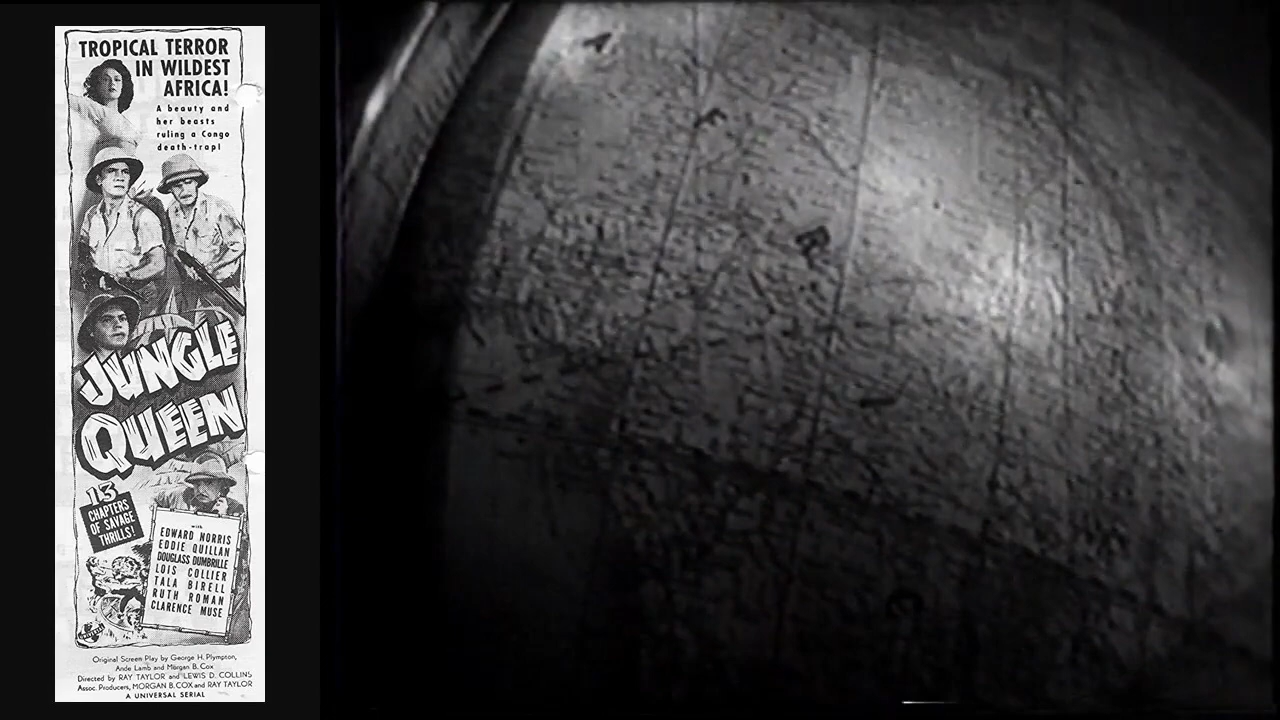 TROPICAL TERROR
IN WILDEST
AFRICA!
A beauty and
her beasts
ruling a Congo
death-trap!
JUNGLE
QUEEN
13
CHAPTERS
OF SAVAGE
THRILLS!
with
EDWARD NORRIS
EDDIE QUILLAN
DOUGLASS DUMBRILLE
LOIS COLLIER
TALA BIRELL
RUTH ROMAN
CLARENCE MUSE
Original Screen Play by George H. Plympton,
Ande Lamb and Morgan B. Cox
Directed by RAY TAYLOR and LEWIS D. COLLINS
Assoc. Producers, MORGAN B. COX and RAY TAYLOR
A UNIVERSAL SERIAL